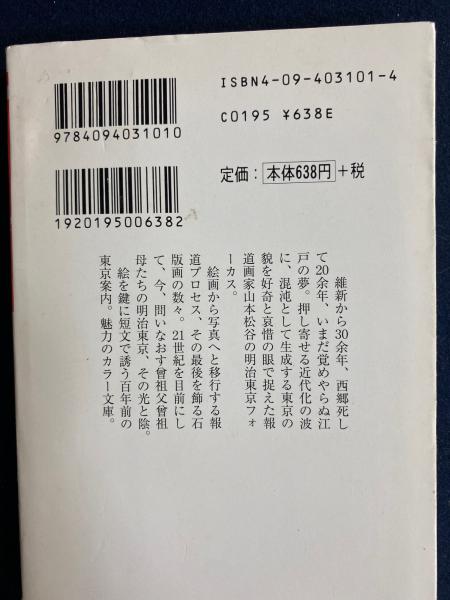 9784094031010
ISBN4-09-403101-4
C0195 ¥638E
1920195006382
定価：本体638円＋税
維新から30余年、西郷死し
て20余年、いまだ覚めやらぬ江
戸の夢。押し寄せる近代化の波
に、混沌として生成する東京の
貌を好奇と哀惜の眼で捉えた報
道画家山本松谷の明治東京フォ
ーカス。
絵画から写真へと移行する報
道プロセス、その最後を飾る石
版画の数々。21世紀を目前にし
て、今、問いなおす曾祖父曾祖
母たちの明治東京、その光と陰。
絵を鍵に短文で誘う百年前の
東京案内。魅力のカラー文庫。